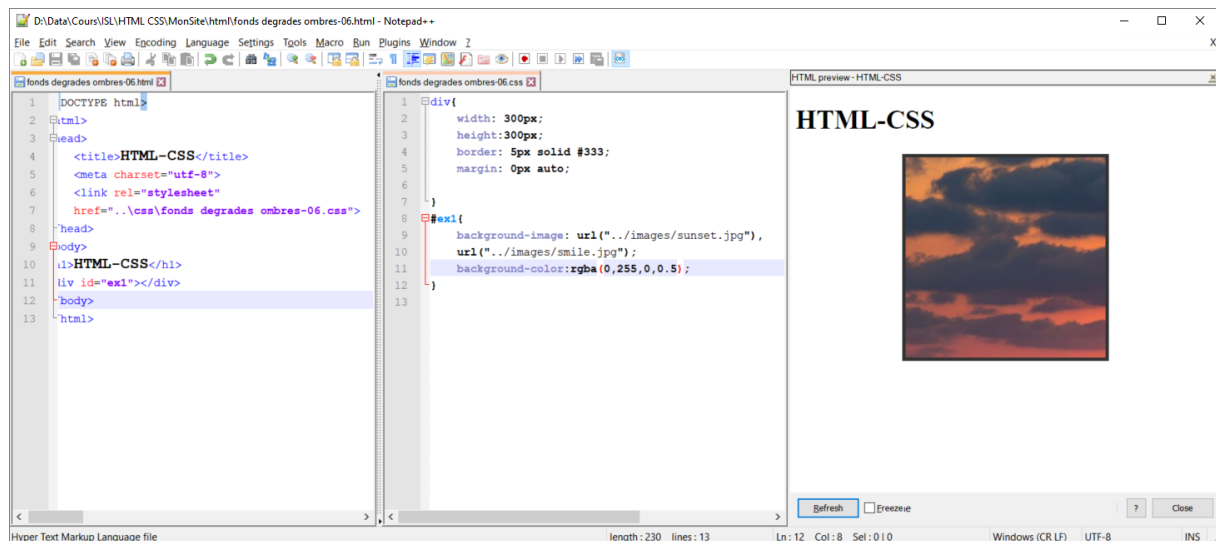 D:\Data\Cours\ISL\HTML CSS\MonSite\html\fonds degrades ombres-06.html - Notepad++
File Edit Search View Encoding Language Settings Tools Macro Run Plugins Window ? X
fonds degrades ombres-06.html
1 DOCTYPE html>
2 tml>
3 ead>
4 <title>HTML-CSS</title>
5 <meta charset="utf-8">
6 <link rel="stylesheet"
7 href="..\css\fonds degrades ombres-06.css">
8 head>
9 body>
10 h1>HTML-CSS</h1>
11 div id="ex1"></div>
12 body>
13 html>
fonds degrades ombres-06.css
1 div{
2 width: 300px;
3 height:300px;
4 border: 5px solid #333;
5 margin: 0px auto;
6
7 }
8 #ex1{
9 background-image: url("../images/sunset.jpg"),
10 url("../images/smile.jpg");
11 background-color:rgba(0,255,0,0.5);
12 }
13
HTML preview - HTML-CSS
HTML-CSS
Refresh Freeze ? Close
Hyper Text Markup Language file length : 230 lines : 13 Ln : 12 Col : 8 Sel : 0 | 0 Windows (CR LF) UTF-8 INS